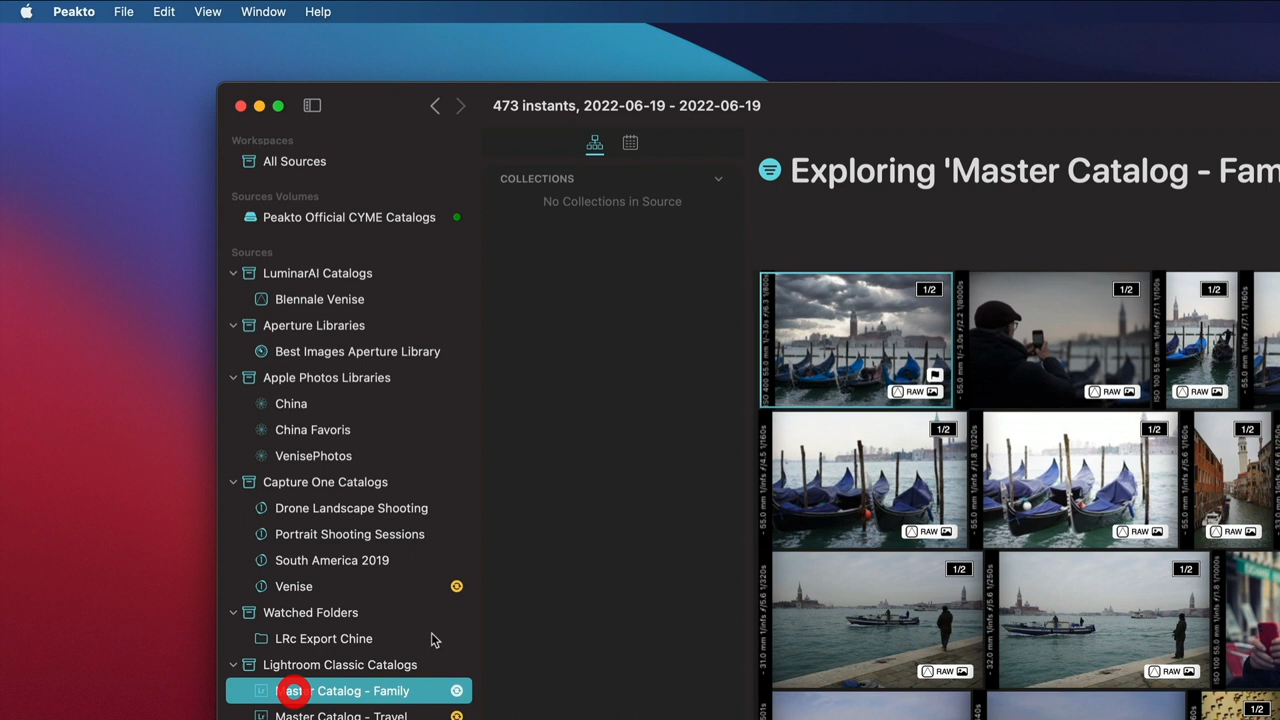 Peakto File Edit View Window Help
473 instants, 2022-06-19 - 2022-06-19
Workspaces
All Sources
Sources Volumes
Peakto Official CYME Catalogs
Sources
LuminarAI Catalogs
BIennale Venise
Aperture Libraries
Best Images Aperture Library
Apple Photos Libraries
China
China Favoris
VenisePhotos
Capture One Catalogs
Drone Landscape Shooting
Portrait Shooting Sessions
South America 2019
Venise
Watched Folders
LRc Export Chine
Lightroom Classic Catalogs
Lr Master Catalog - Family
Lr Master Catalog - Travel
COLLECTIONS
No Collections in Source
Exploring 'Master Catalog - Fam
1/2 1/2 1/2
RAW RAW RAW
1/2 1/2 1/2
RAW RAW RAW
1/2 1/2
RAW RAW
1/2